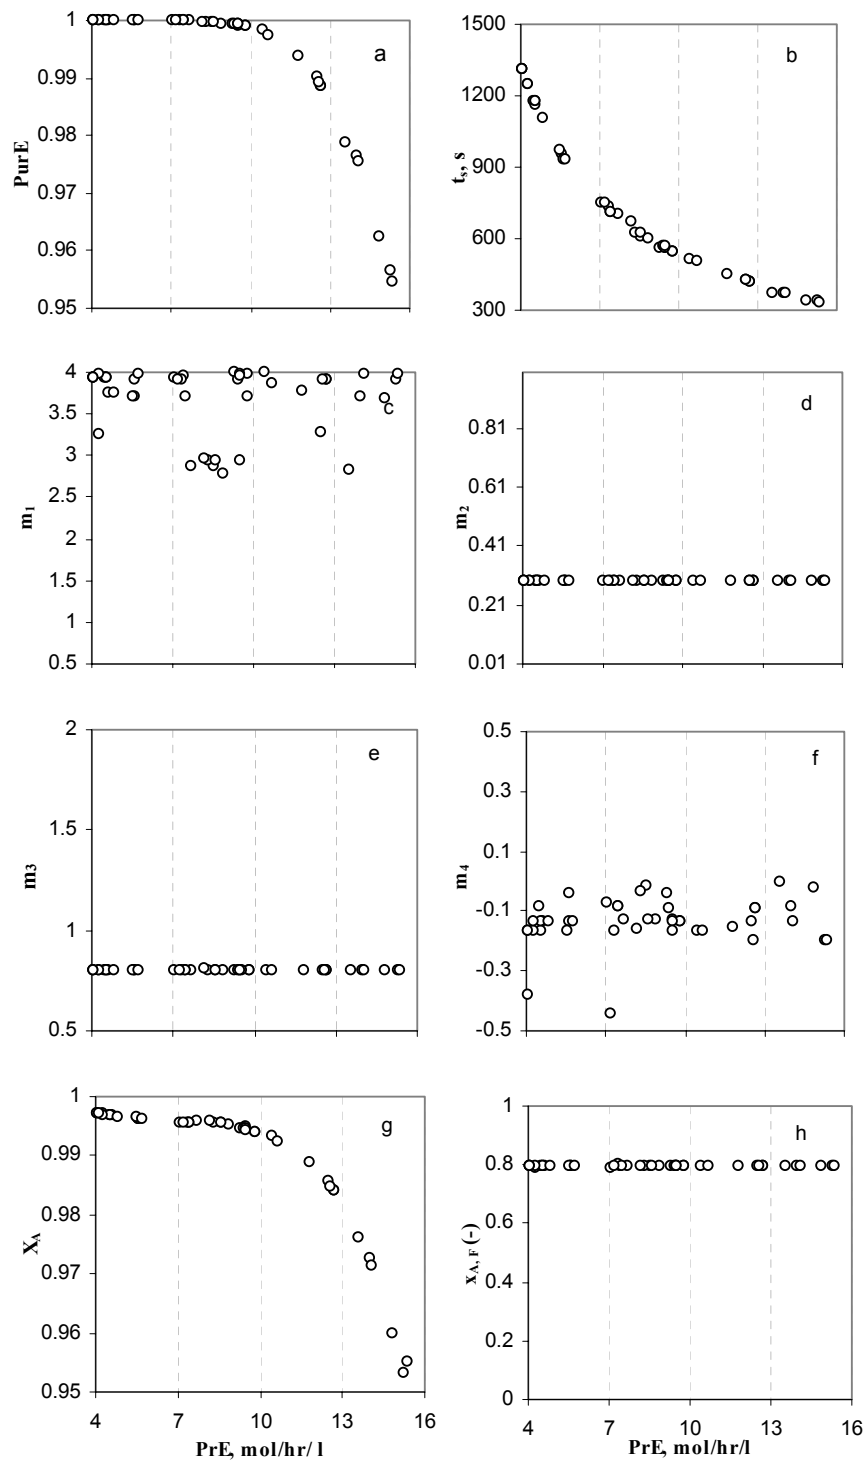 1
0.99
0.98
0.97
0.96
0.95
PurE
a
1500
1200
900
600
300
tₛ, s
b
4
3.5
3
2.5
2
1.5
1
0.5
m₁
c
0.81
0.61
0.41
0.21
0.01
m₂
d
2
1.5
1
0.5
m₃
e
0.5
0.3
0.1
-0.1
-0.3
-0.5
m₄
f
1
0.99
0.98
0.97
0.96
0.95
X_A
g
4 7 10 13 16
PrE, mol/hr/ l
1
0.8
0.6
0.4
0.2
0
x_A, F (-)
h
4 7 10 13 16
PrE, mol/hr/l